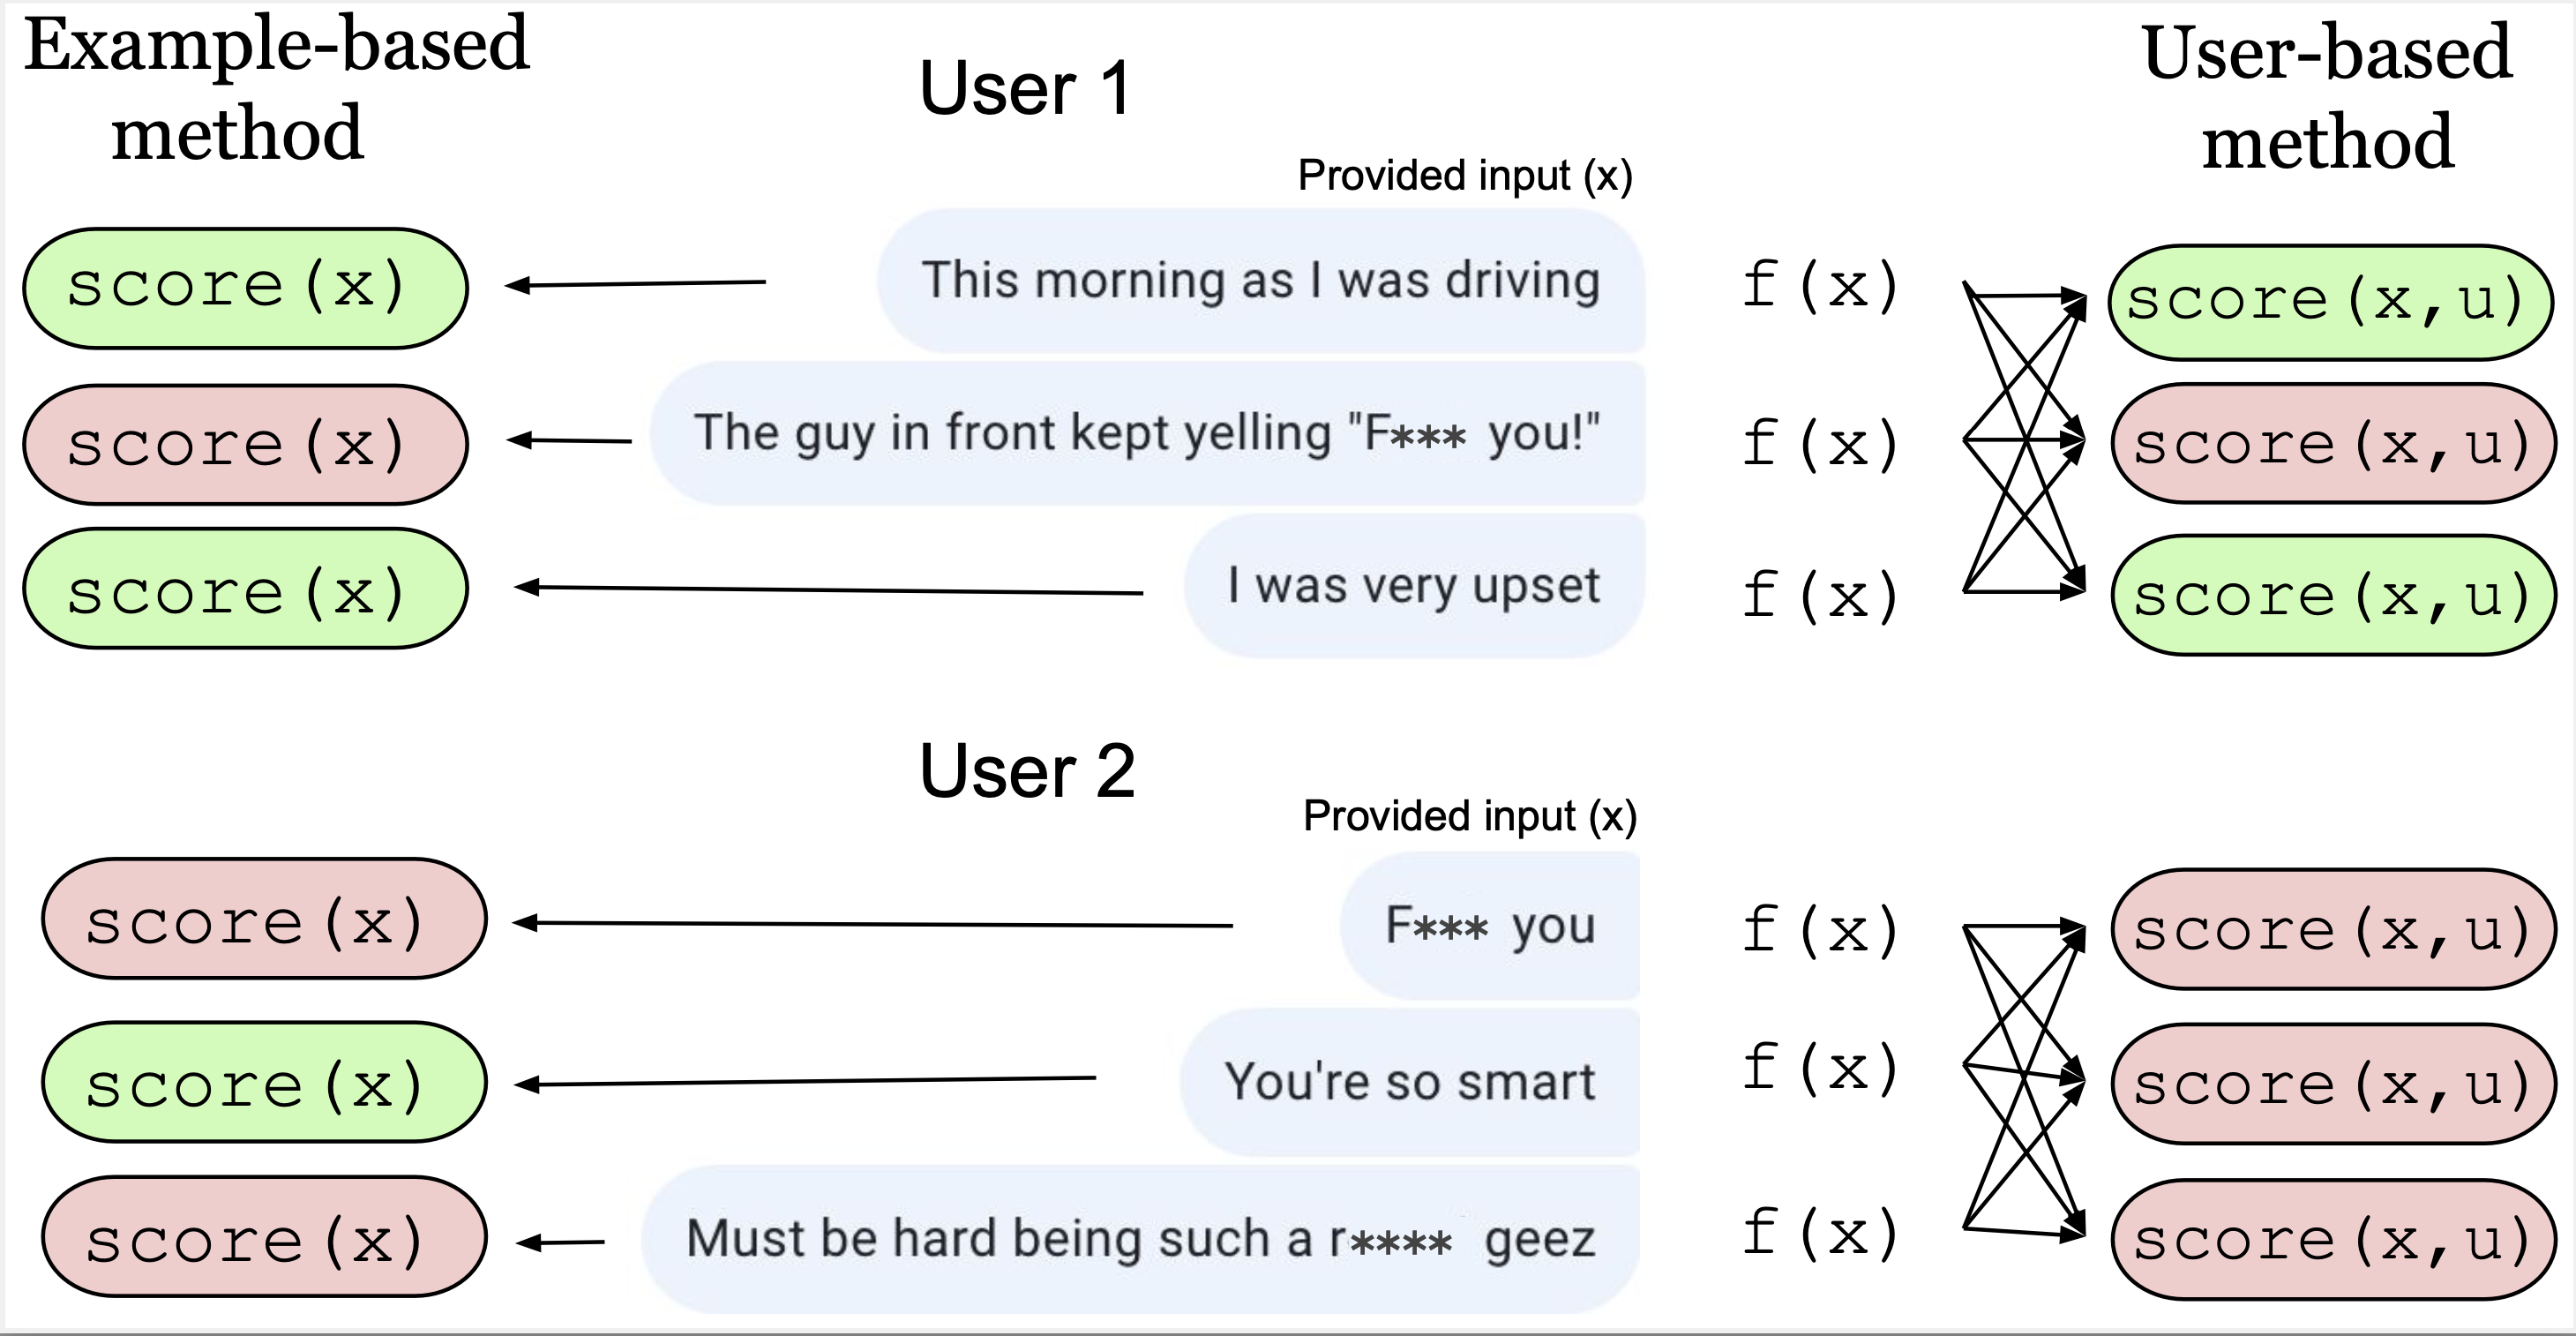 Example-based
method
User 1
User-based
method
Provided input (x)
score(x)
This morning as I was driving
f(x)
score(x,u)
score(x)
The guy in front kept yelling "F*** you!"
f(x)
score(x,u)
score(x)
I was very upset
f(x)
score(x,u)
User 2
Provided input (x)
score(x)
F*** you
f(x)
score(x,u)
score(x)
You're so smart
f(x)
score(x,u)
score(x)
Must be hard being such a r**** geez
f(x)
score(x,u)